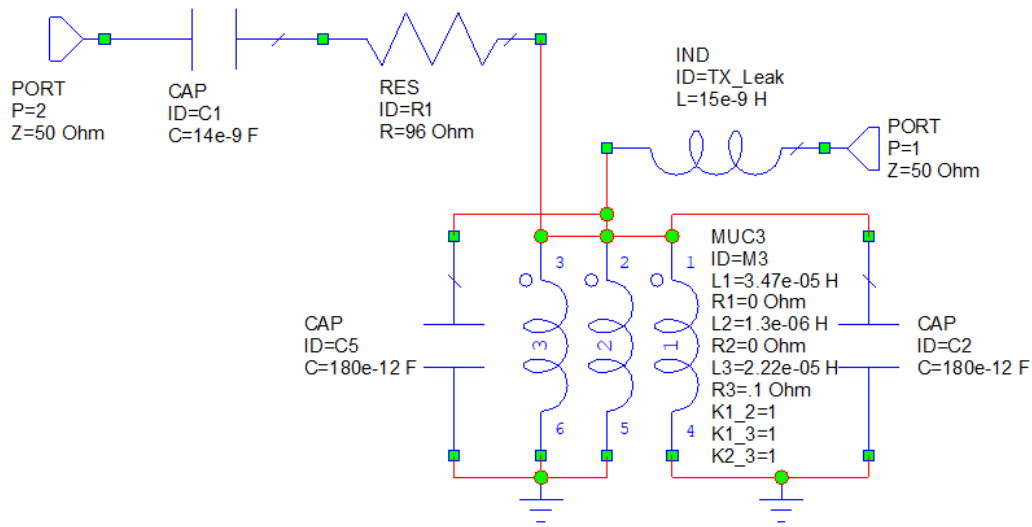 PORT
P=2
Z=50 Ohm
CAP
ID=C1
C=14e-9 F
RES
ID=R1
R=96 Ohm
IND
ID=TX_Leak
L=15e-9 H
PORT
P=1
Z=50 Ohm
CAP
ID=C5
C=180e-12 F
3
2
1
3
2
1
6
5
4
MUC3
ID=M3
L1=3.47e-05 H
R1=0 Ohm
L2=1.3e-06 H
R2=0 Ohm
L3=2.22e-05 H
R3=.1 Ohm
K1_2=1
K1_3=1
K2_3=1
CAP
ID=C2
C=180e-12 F